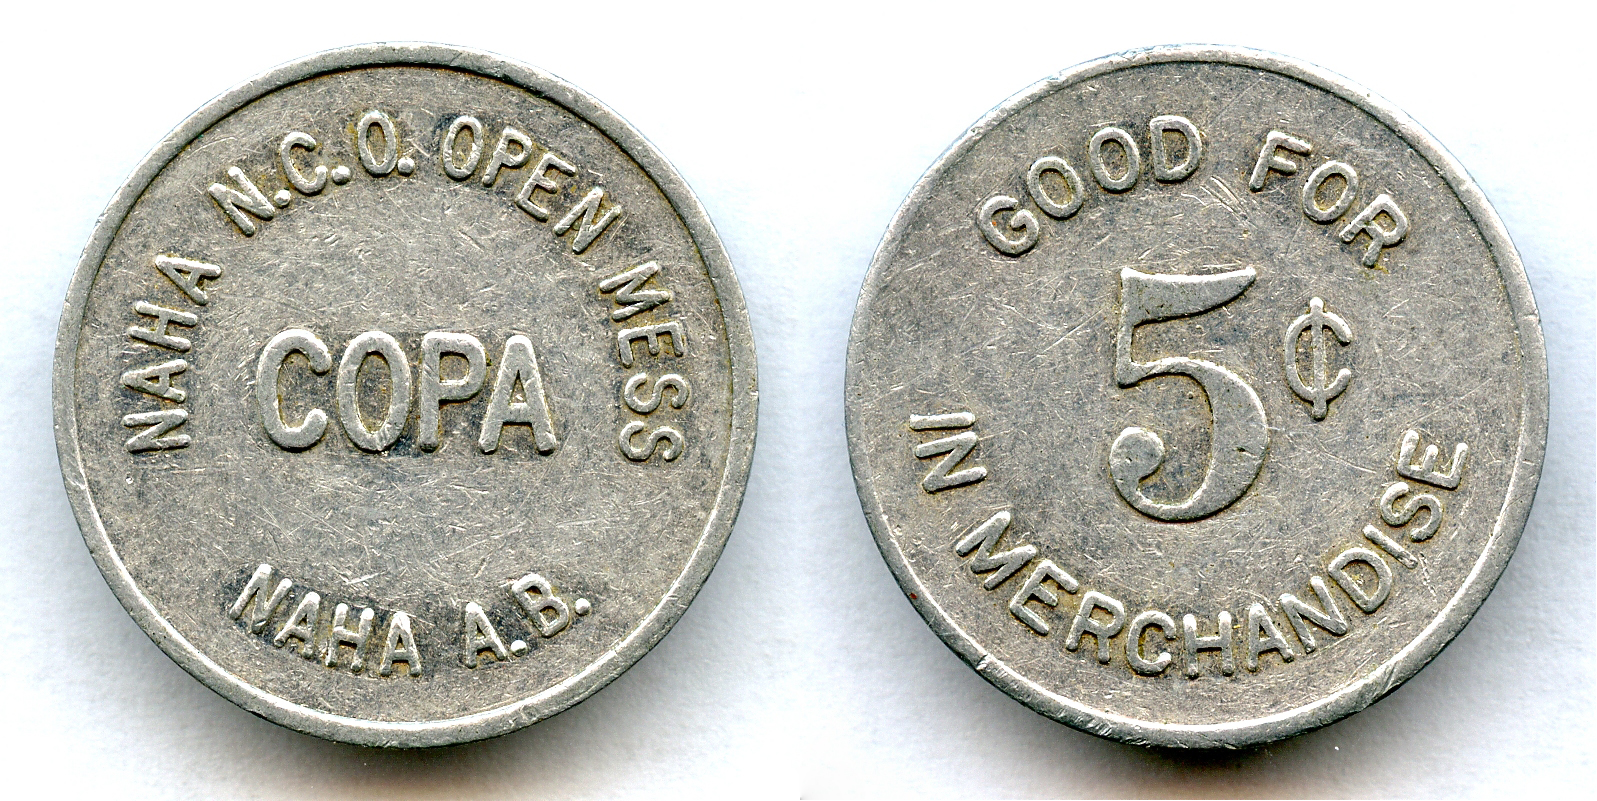 NAHA N.C.O. OPEN MESS
COPA
NAHA A.B.
GOOD FOR
5¢
IN MERCHANDISE